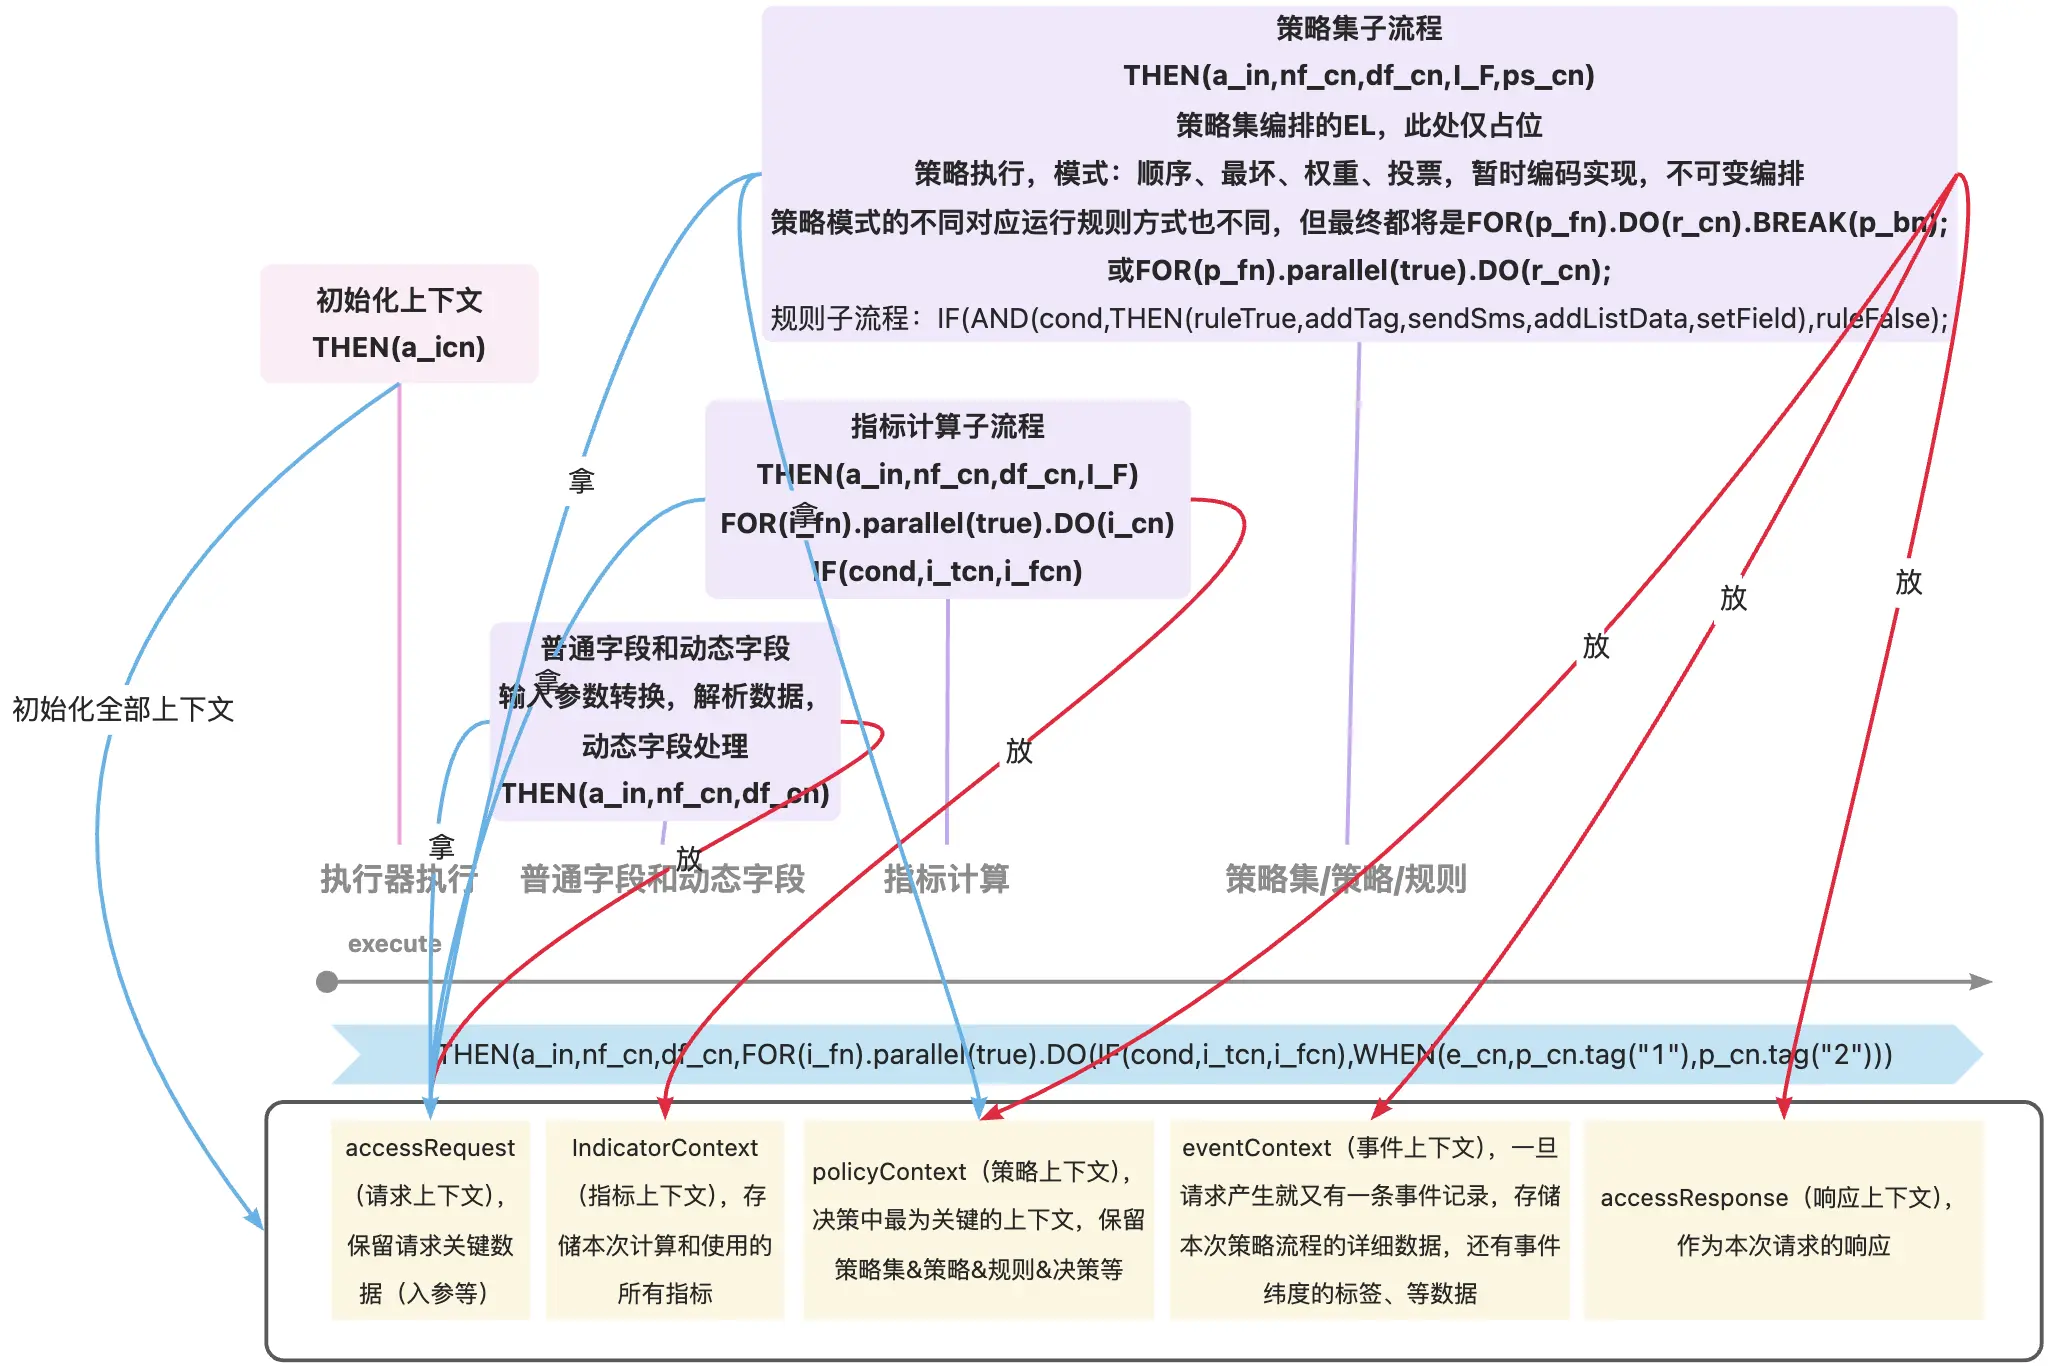 策略集子流程
THEN(a_in,nf_cn,df_cn,I_F,ps_cn)
策略集编排的EL，此处仅占位
策略执行，模式：顺序、最坏、权重、投票，暂时编码实现，不可变编排
策略模式的不同对应运行规则方式也不同，但最终都将是FOR(p_fn).DO(r_cn).BREAK(p_bn);
或FOR(p_fn).parallel(true).DO(r_cn);
规则子流程：IF(AND(cond,THEN(ruleTrue,addTag,sendSms,addListData,setField),ruleFalse);
初始化上下文
THEN(a_icn)
指标计算子流程
THEN(a_in,nf_cn,df_cn,I_F)
FOR(i_fn).parallel(true).DO(i_cn)
IF(cond,i_tcn,i_fcn)
拿
拿
普通字段和动态字段
输入参数转换，解析数据，
动态字段处理
THEN(a_in,nf_cn,df_cn)
拿
放
放
放
放
初始化全部上下文
拿
放
执行器执行
普通字段和动态字段
指标计算
策略集/策略/规则
execute
THEN(a_in,nf_cn,df_cn,FOR(i_fn).parallel(true).DO(IF(cond,i_tcn,i_fcn),WHEN(e_cn,p_cn.tag("1"),p_cn.tag("2")))
accessRequest
（请求上下文），
保留请求关键数
据（入参等）
IndicatorContext
（指标上下文），存
储本次计算和使用的
所有指标
policyContext（策略上下文），
决策中最为关键的上下文，保留
策略集&策略&规则&决策等
eventContext（事件上下文），一旦
请求产生就又有一条事件记录，存储
本次策略流程的详细数据，还有事件
纬度的标签、等数据
accessResponse（响应上下文），
作为本次请求的响应